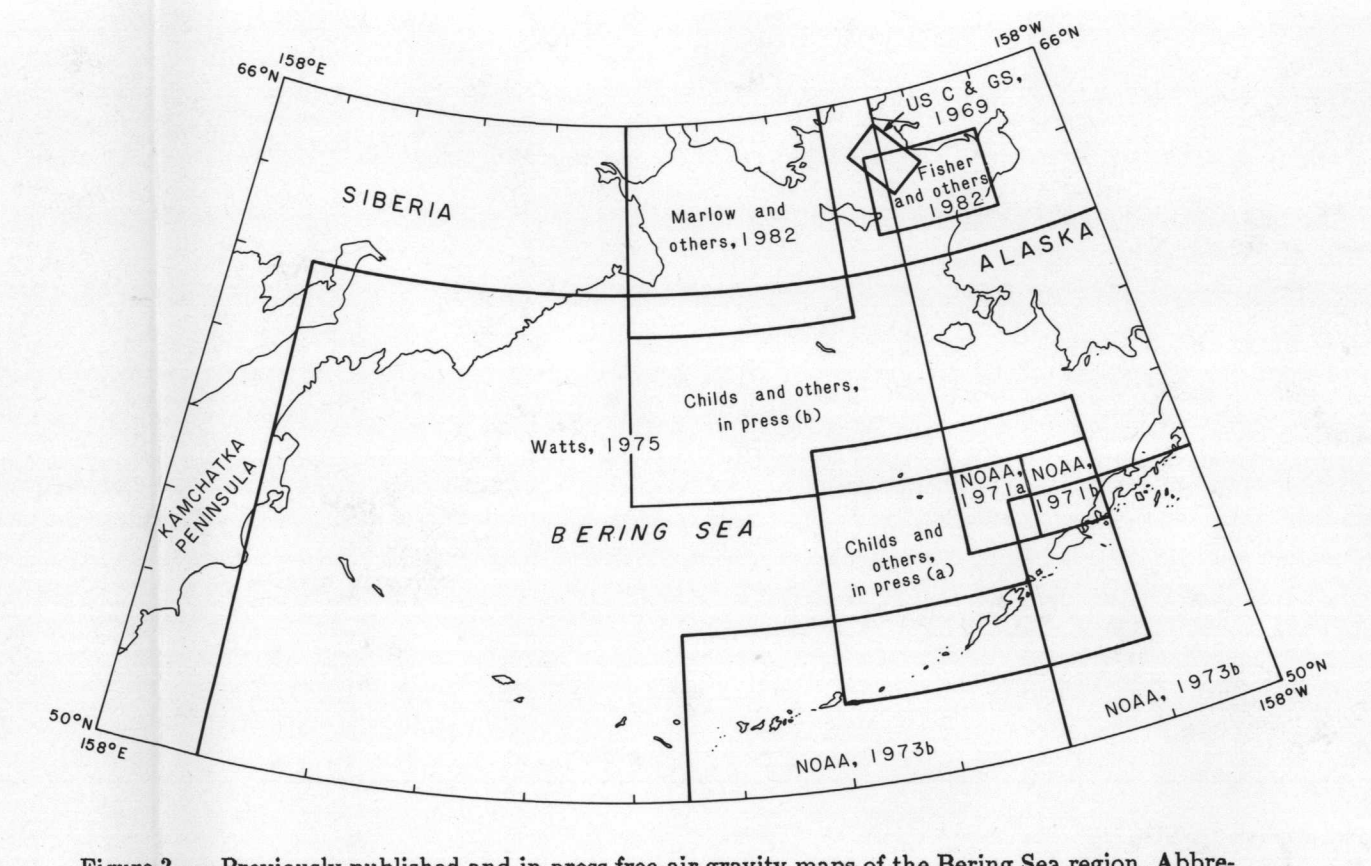 158°E
66°N
158°W
66°N
US C & GS,
1969
Fisher
and others
1982
SIBERIA
Marlow and
others, 1982
ALASKA
Childs and others,
in press (b)
Watts, 1975
KAMCHATKA
PENINSULA
NOAA,
1971a
NOAA,
1971b
BERING SEA
Childs and
others,
in press (a)
50°N
158°E
50°N
158°W
NOAA, 1973b
NOAA, 1973b
Previously published and in-press free-air gravity maps of the Bering Sea region. Abbre-